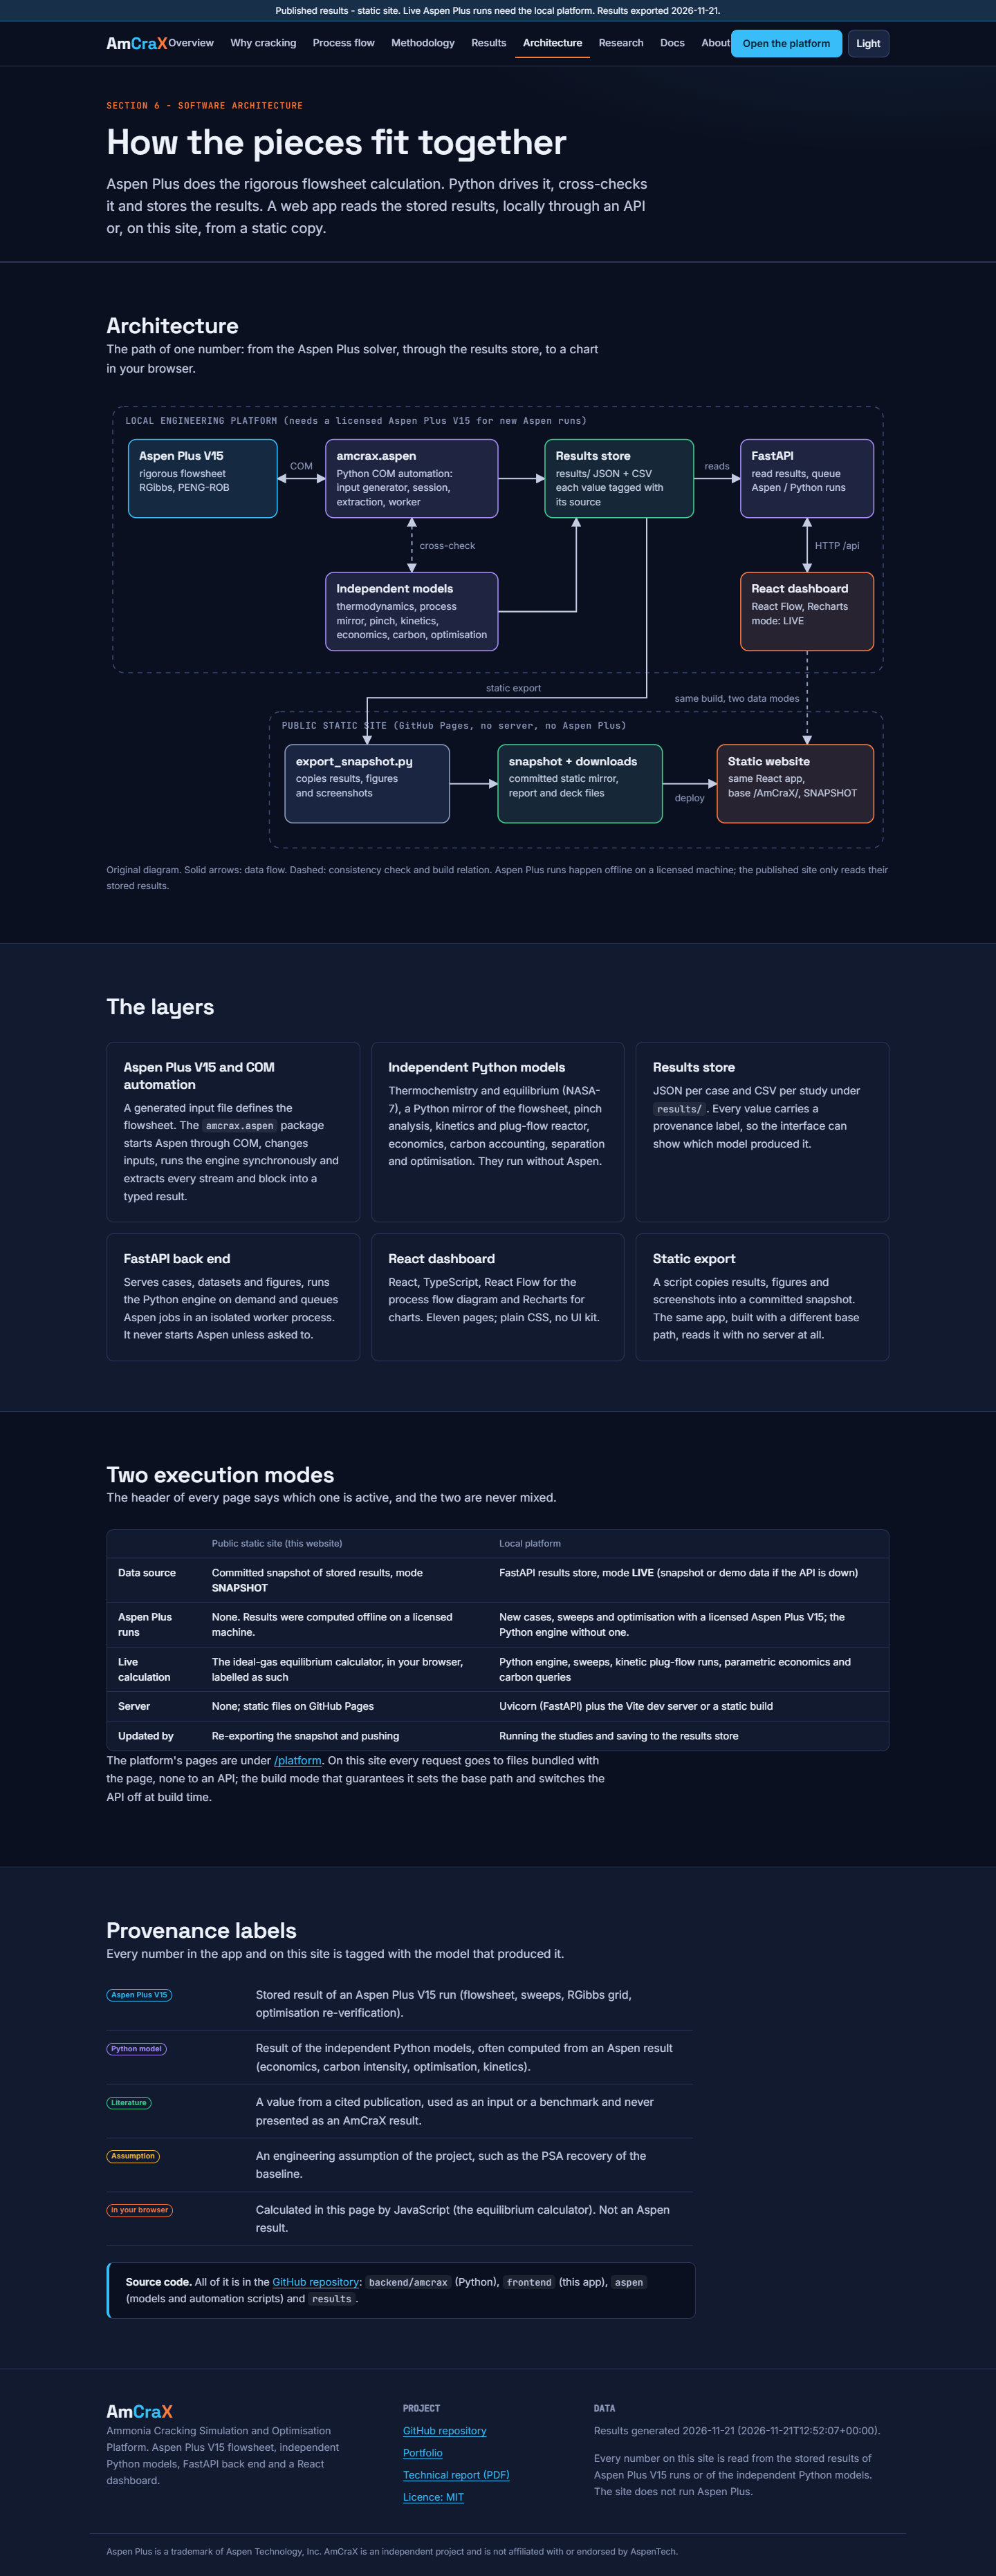 Published results - static site. Live Aspen Plus runs need the local platform. Results exported 2026-11-21.
AmCraX
Overview
Why cracking
Process flow
Methodology
Results
Architecture
Research
Docs
About
Open the platform
Light
SECTION 6 - SOFTWARE ARCHITECTURE
How the pieces fit together
Aspen Plus does the rigorous flowsheet calculation. Python drives it, cross-checks
it and stores the results. A web app reads the stored results, locally through an API
or, on this site, from a static copy.
Architecture
The path of one number: from the Aspen Plus solver, through the results store, to a chart
in your browser.
LOCAL ENGINEERING PLATFORM (needs a licensed Aspen Plus V15 for new Aspen runs)
Aspen Plus V15
rigorous flowsheet
RGibbs, PENG-ROB
COM
amcrax.aspen
Python COM automation:
input generator, session,
extraction, worker
Results store
results/ JSON + CSV
each value tagged with
its source
reads
FastAPI
read results, queue
Aspen / Python runs
cross-check
HTTP /api
Independent models
thermodynamics, process
mirror, pinch, kinetics,
economics, carbon, optimisation
React dashboard
React Flow, Recharts
mode: LIVE
static export
same build, two data modes
PUBLIC STATIC SITE (GitHub Pages, no server, no Aspen Plus)
export_snapshot.py
copies results, figures
and screenshots
snapshot + downloads
committed static mirror,
report and deck files
deploy
Static website
same React app,
base /AmCraX/, SNAPSHOT
Original diagram. Solid arrows: data flow. Dashed: consistency check and build relation. Aspen Plus runs happen offline on a licensed machine; the published site only reads their
stored results.
The layers
Aspen Plus V15 and COM
automation
A generated input file defines the
flowsheet. The amcrax.aspen package
starts Aspen through COM, changes
inputs, runs the engine synchronously and
extracts every stream and block into a
typed result.
Independent Python models
Thermochemistry and equilibrium (NASA-
7), a Python mirror of the flowsheet, pinch
analysis, kinetics and plug-flow reactor,
economics, carbon accounting, separation
and optimisation. They run without Aspen.
Results store
JSON per case and CSV per study under
results/. Every value carries a
provenance label, so the interface can
show which model produced it.
FastAPI back end
Serves cases, datasets and figures, runs
the Python engine on demand and queues
Aspen jobs in an isolated worker process.
It never starts Aspen unless asked to.
React dashboard
React, TypeScript, React Flow for the
process flow diagram and Recharts for
charts. Eleven pages; plain CSS, no UI kit.
Static export
A script copies results, figures and
screenshots into a committed snapshot.
The same app, built with a different base
path, reads it with no server at all.
Two execution modes
The header of every page says which one is active, and the two are never mixed.
Public static site (this website)
Local platform
Data source
Committed snapshot of stored results, mode
SNAPSHOT
FastAPI results store, mode LIVE (snapshot or demo data if the API is down)
Aspen Plus
runs
None. Results were computed offline on a licensed
machine.
New cases, sweeps and optimisation with a licensed Aspen Plus V15; the
Python engine without one.
Live
calculation
The ideal-gas equilibrium calculator, in your browser,
labelled as such
Python engine, sweeps, kinetic plug-flow runs, parametric economics and
carbon queries
Server
None; static files on GitHub Pages
Uvicorn (FastAPI) plus the Vite dev server or a static build
Updated by
Re-exporting the snapshot and pushing
Running the studies and saving to the results store
The platform's pages are under /platform. On this site every request goes to files bundled with
the page, none to an API; the build mode that guarantees it sets the base path and switches the
API off at build time.
Provenance labels
Every number in the app and on this site is tagged with the model that produced it.
Aspen Plus V15
Stored result of an Aspen Plus V15 run (flowsheet, sweeps, RGibbs grid,
optimisation re-verification).
Python model
Result of the independent Python models, often computed from an Aspen result
(economics, carbon intensity, optimisation, kinetics).
Literature
A value from a cited publication, used as an input or a benchmark and never
presented as an AmCraX result.
Assumption
An engineering assumption of the project, such as the PSA recovery of the
baseline.
in your browser
Calculated in this page by JavaScript (the equilibrium calculator). Not an Aspen
result.
Source code. All of it is in the GitHub repository: backend/amcrax (Python), frontend (this app), aspen
(models and automation scripts) and results.
AmCraX
Ammonia Cracking Simulation and Optimisation
Platform. Aspen Plus V15 flowsheet, independent
Python models, FastAPI back end and a React
dashboard.
PROJECT
GitHub repository
Portfolio
Technical report (PDF)
Licence: MIT
DATA
Results generated 2026-11-21 (2026-11-21T12:52:07+00:00).
Every number on this site is read from the stored results of
Aspen Plus V15 runs or of the independent Python models.
The site does not run Aspen Plus.
Aspen Plus is a trademark of Aspen Technology, Inc. AmCraX is an independent project and is not affiliated with or endorsed by AspenTech.